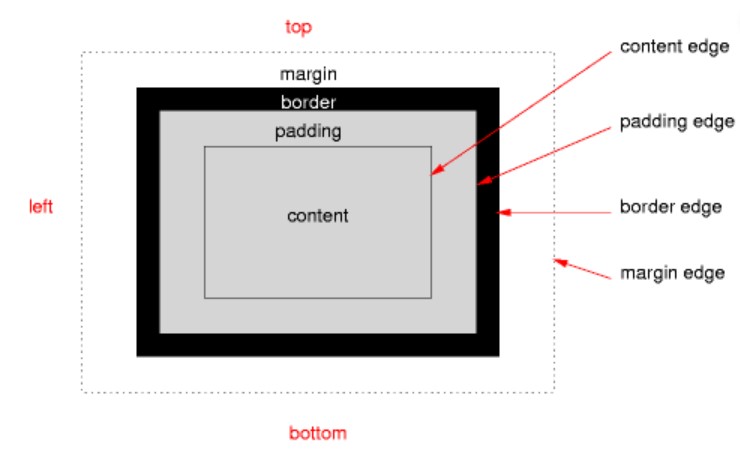 top
content edge
margin
border
padding edge
padding
left
border edge
content
margin edge
bottom